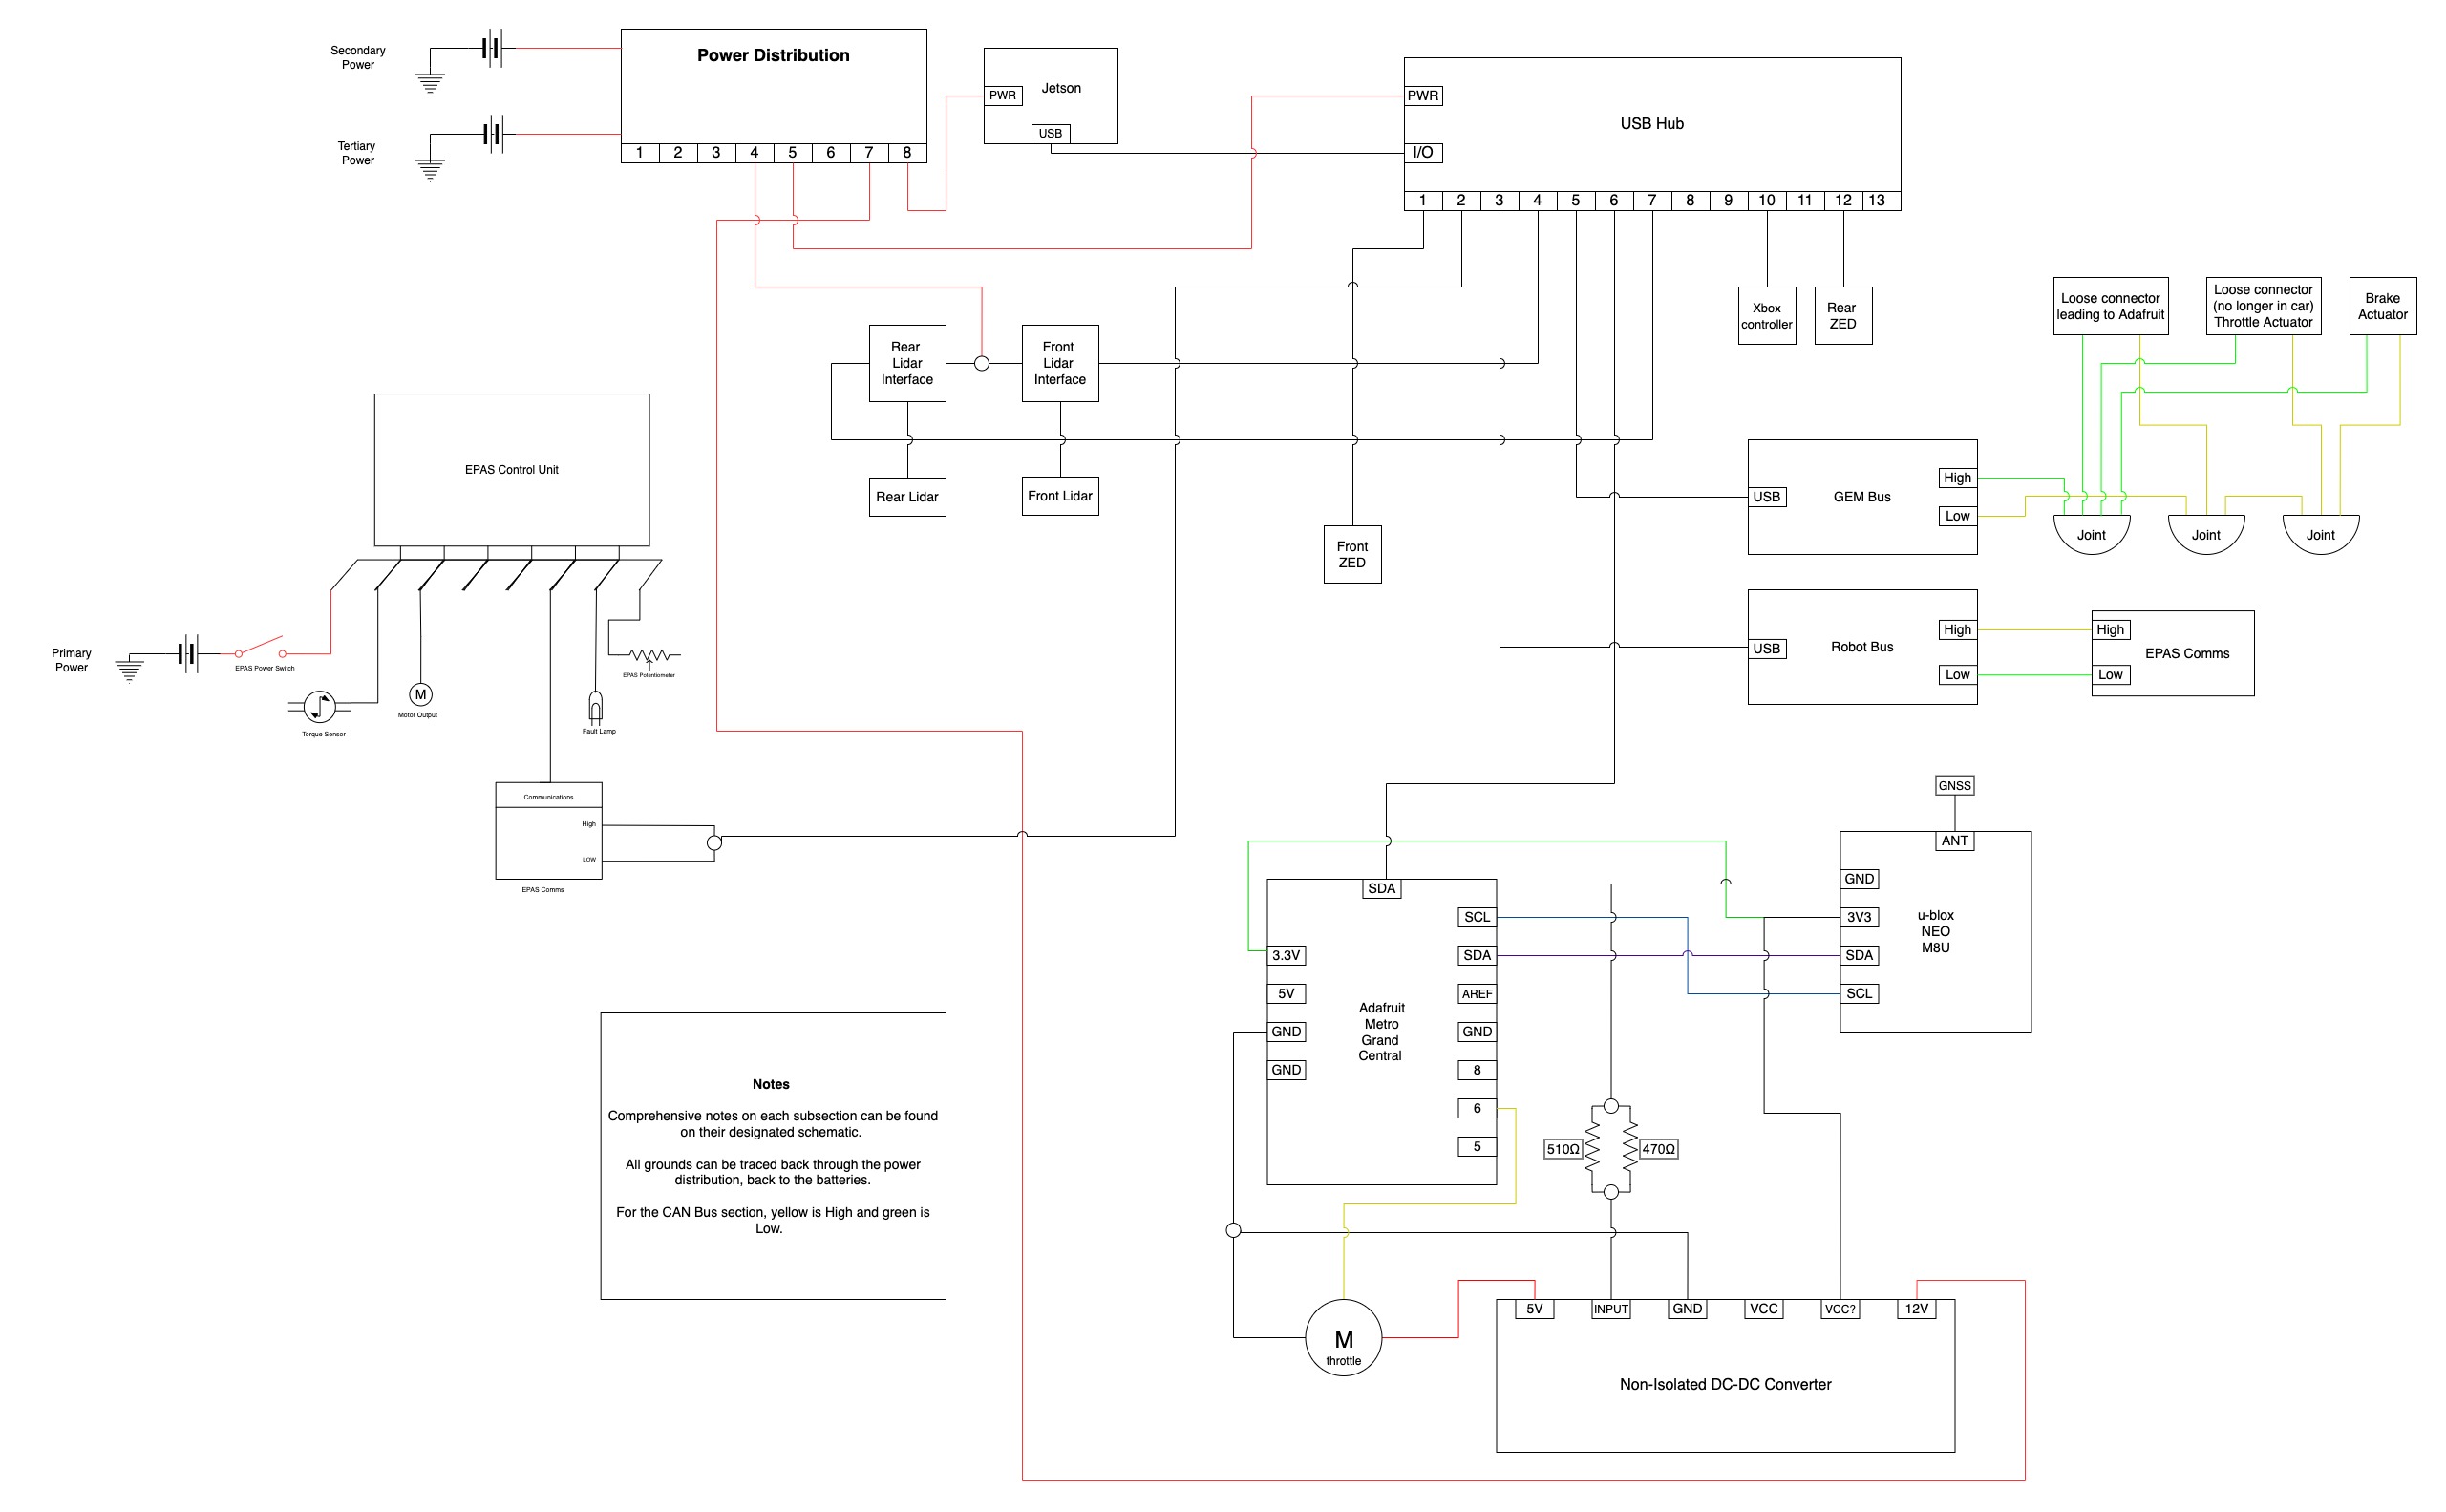 Secondary
Power
Tertiary
Power
Power Distribution
1 2 3 4 5 6 7 8
Jetson
PWR
USB
USB Hub
PWR
I/O
1 2 3 4 5 6 7 8 9 10 11 12 13
Xbox
controller
Rear
ZED
Loose connector
leading to Adafruit
Loose connector
(no longer in car)
Throttle Actuator
Brake
Actuator
Rear
Lidar
Interface
Front
Lidar
Interface
Rear Lidar
Front Lidar
Front
ZED
EPAS Control Unit
Primary
Power
EPAS Power Switch
Torque Sensor
M
Motor Output
Fault Lamp
EPAS Potentiometer
Communications
High
LOW
EPAS Comms
GEM Bus
USB
High
Low
Joint
Joint
Joint
Robot Bus
USB
High
Low
High
Low
EPAS Comms
GNSS
ANT
GND
3V3
SDA
SCL
u-blox
NEO
M8U
SDA
SCL
SDA
AREF
GND
8
6
5
3.3V
5V
GND
GND
Adafruit
Metro
Grand
Central
510Ω
470Ω
M
throttle
5V
INPUT
GND
VCC
VCC?
12V
Non-Isolated DC-DC Converter
Notes
Comprehensive notes on each subsection can be found
on their designated schematic.
All grounds can be traced back through the power
distribution, back to the batteries.
For the CAN Bus section, yellow is High and green is
Low.